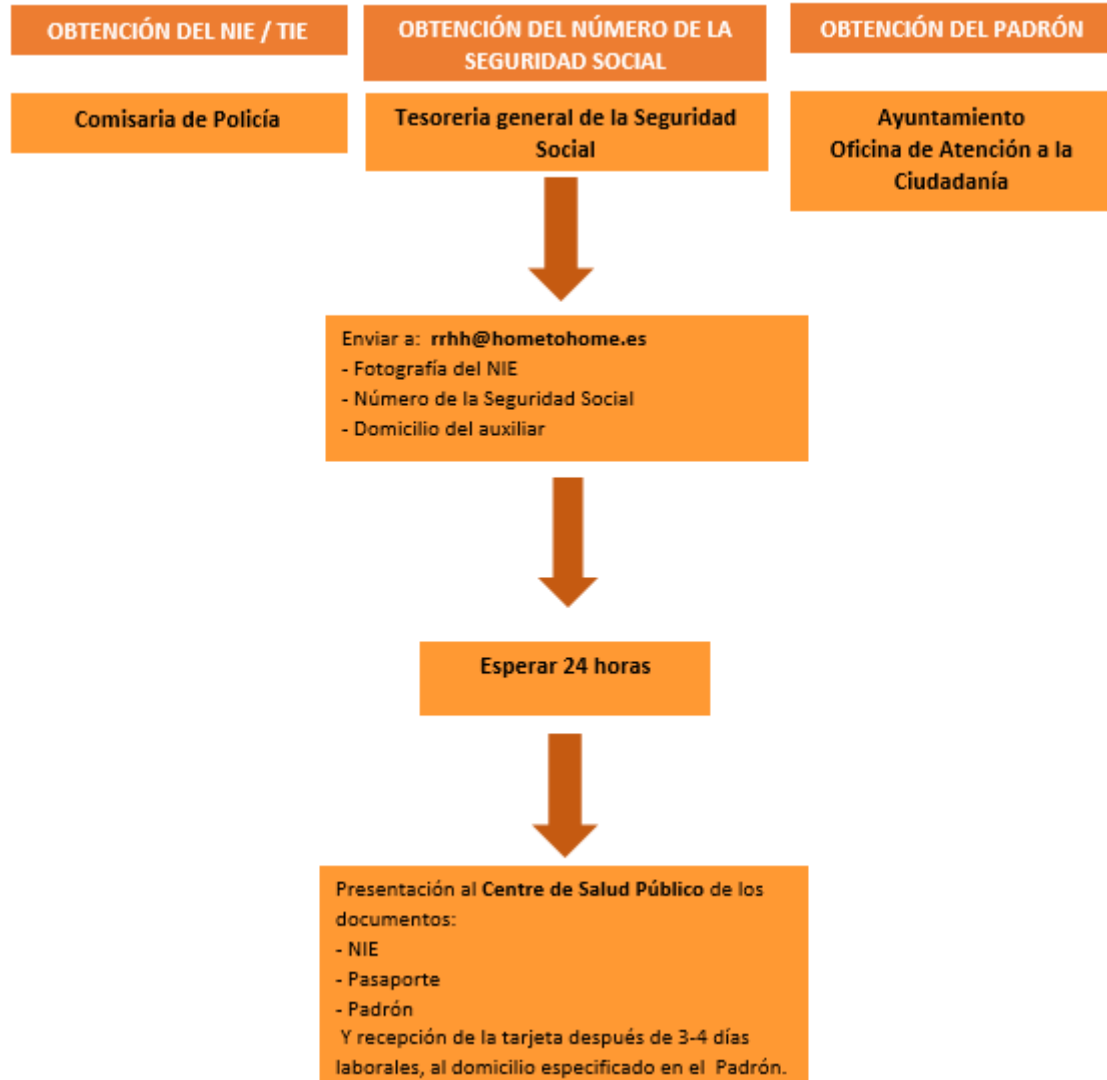 OBTENCIÓN DEL NIE / TIE
Comisaria de Policía
OBTENCIÓN DEL NÚMERO DE LA
SEGURIDAD SOCIAL
Tesoreria general de la Seguridad
Social
OBTENCIÓN DEL PADRÓN
Ayuntamiento
Oficina de Atención a la
Ciudadanía
Enviar a: rrhh@hometohome.es
- Fotografía del NIE
- Número de la Seguridad Social
- Domicilio del auxiliar
Esperar 24 horas
Presentación al Centre de Salud Público de los
documentos:
- NIE
- Pasaporte
- Padrón
Y recepción de la tarjeta después de 3-4 días
laborales, al domicilio especificado en el Padrón.